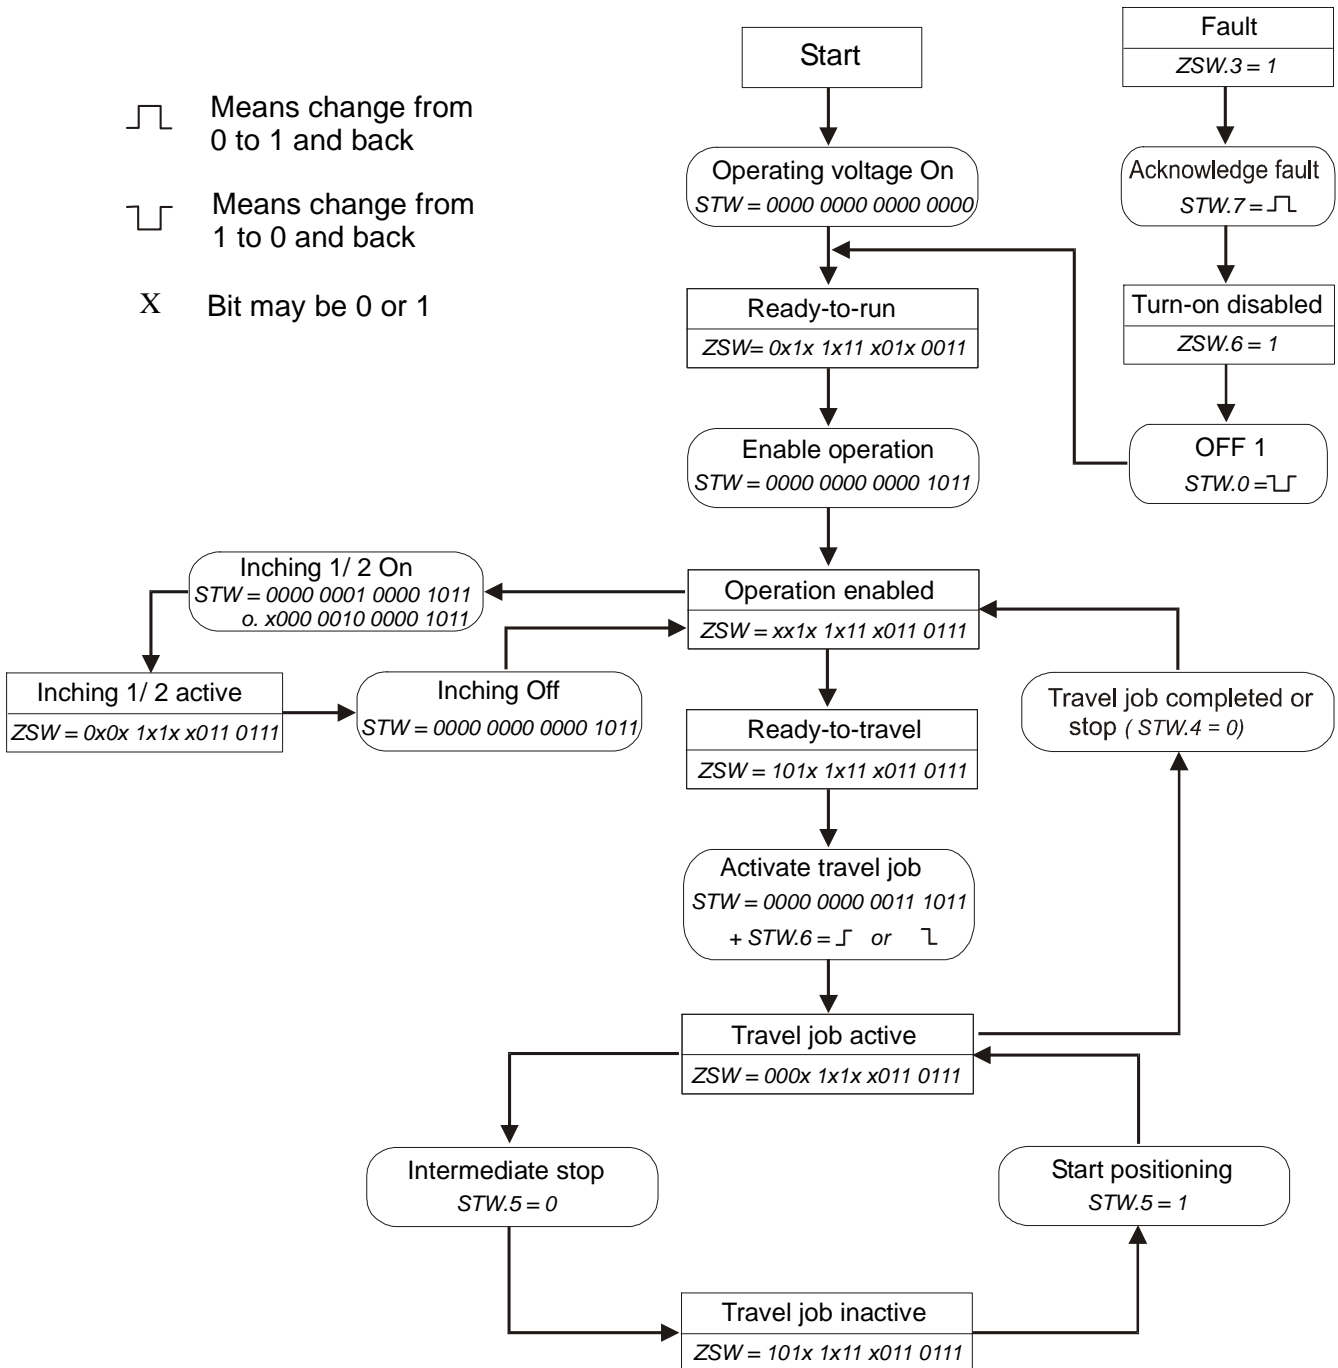 Means change from
0 to 1 and back
Means change from
1 to 0 and back
X Bit may be 0 or 1
Start
Operating voltage On
STW = 0000 0000 0000 0000
Ready-to-run
ZSW= 0x1x 1x11 x01x 0011
Enable operation
STW = 0000 0000 0000 1011
Fault
ZSW.3 = 1
Acknowledge fault
STW.7 =
Turn-on disabled
ZSW.6 = 1
OFF 1
STW.0 =
Inching 1/ 2 On
STW = 0000 0001 0000 1011
o. x000 0010 0000 1011
Operation enabled
ZSW = xx1x 1x11 x011 0111
Inching 1/ 2 active
ZSW = 0x0x 1x1x x011 0111
Inching Off
STW = 0000 0000 0000 1011
Ready-to-travel
ZSW = 101x 1x11 x011 0111
Travel job completed or
stop ( STW.4 = 0)
Activate travel job
STW = 0000 0000 0011 1011
+ STW.6 = or
Travel job active
ZSW = 000x 1x1x x011 0111
Intermediate stop
STW.5 = 0
Start positioning
STW.5 = 1
Travel job inactive
ZSW = 101x 1x11 x011 0111